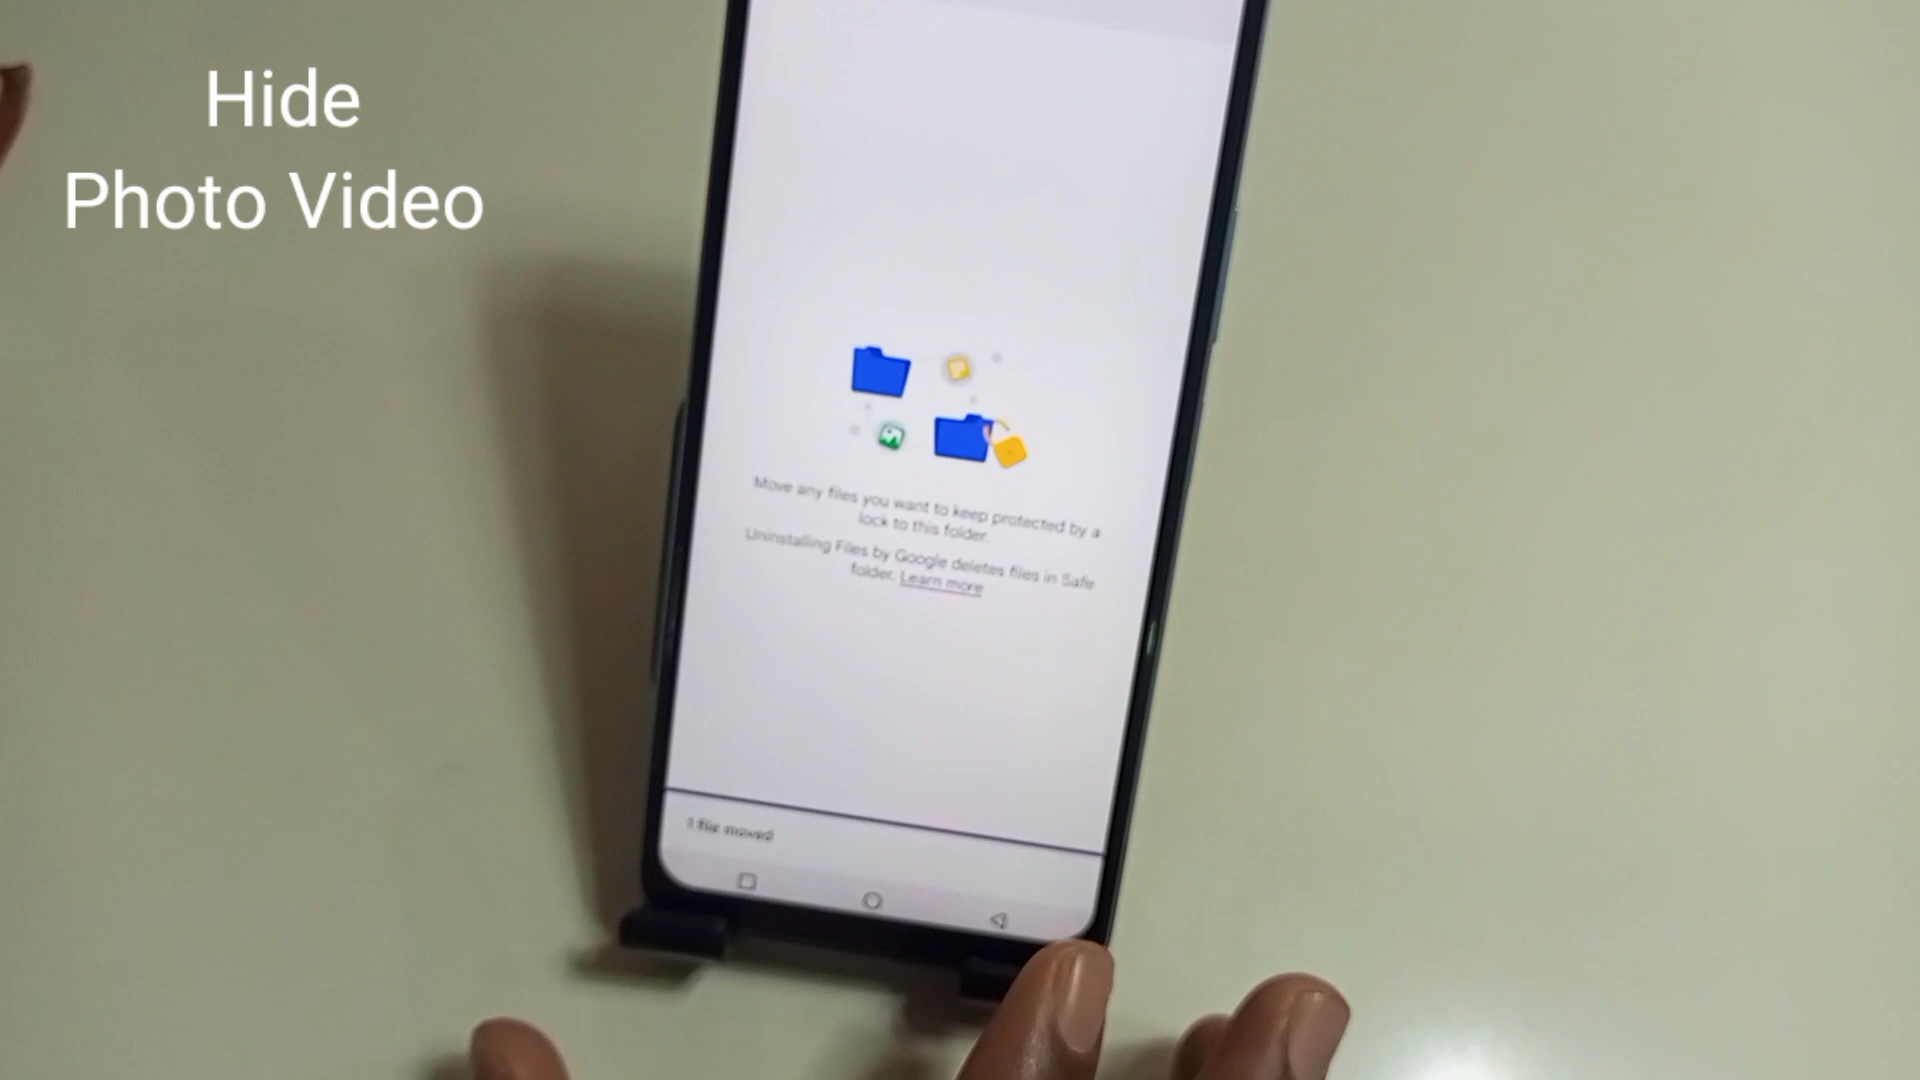 Hide
Photo Video
Move any files you want to keep protected by a
lock to this folder.
Uninstalling Files by Google deletes files in Safe
folder. Learn more
1 file moved